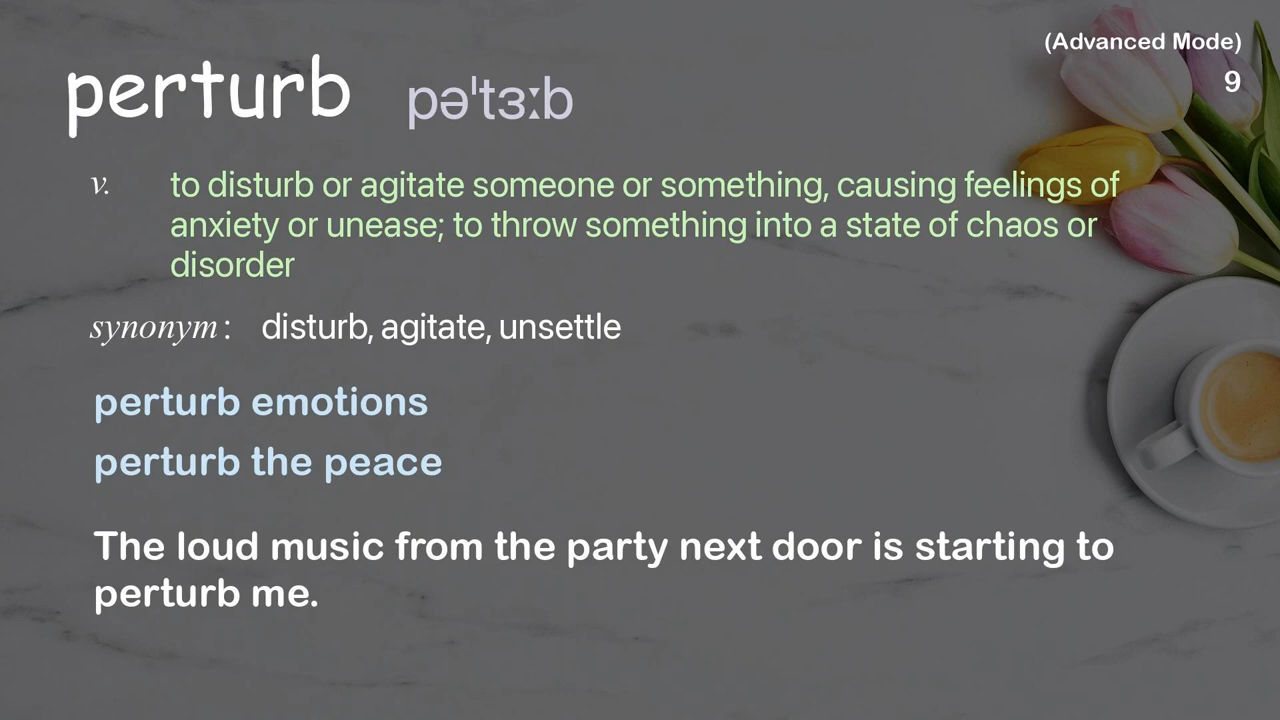 (Advanced Mode)
9
perturb pəˈtɜːb
v. to disturb or agitate someone or something, causing feelings of
anxiety or unease; to throw something into a state of chaos or
disorder
synonym : disturb, agitate, unsettle
perturb emotions
perturb the peace
The loud music from the party next door is starting to
perturb me.